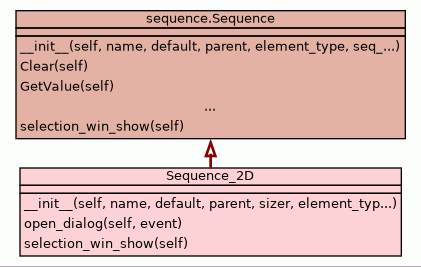 sequence.Sequence
__init__(self, name, default, parent, element_type, seq_...)
Clear(self)
GetValue(self)
...
selection_win_show(self)
Sequence_2D
__init__(self, name, default, parent, sizer, element_typ...)
open_dialog(self, event)
selection_win_show(self)